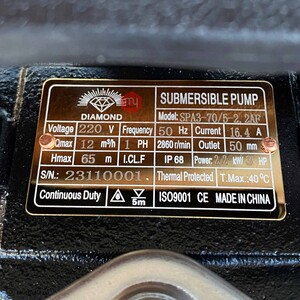 DIAMOND
SUBMERSIBLE PUMP
Model: SPA3-70/5-2.2AF
Voltage 220 V Frequency 50 Hz Current 16.4 A
Qmax 12 m³/h 1 PH 2860 r/min Outlet 50 mm
Hmax 65 m I.CL.F IP 68 Power 2.2 kW HP
S/N.: 23110001. Thermal Protected T.Max.:40°C
Continuous Duty 5m ISO9001 CE MADE IN CHINA